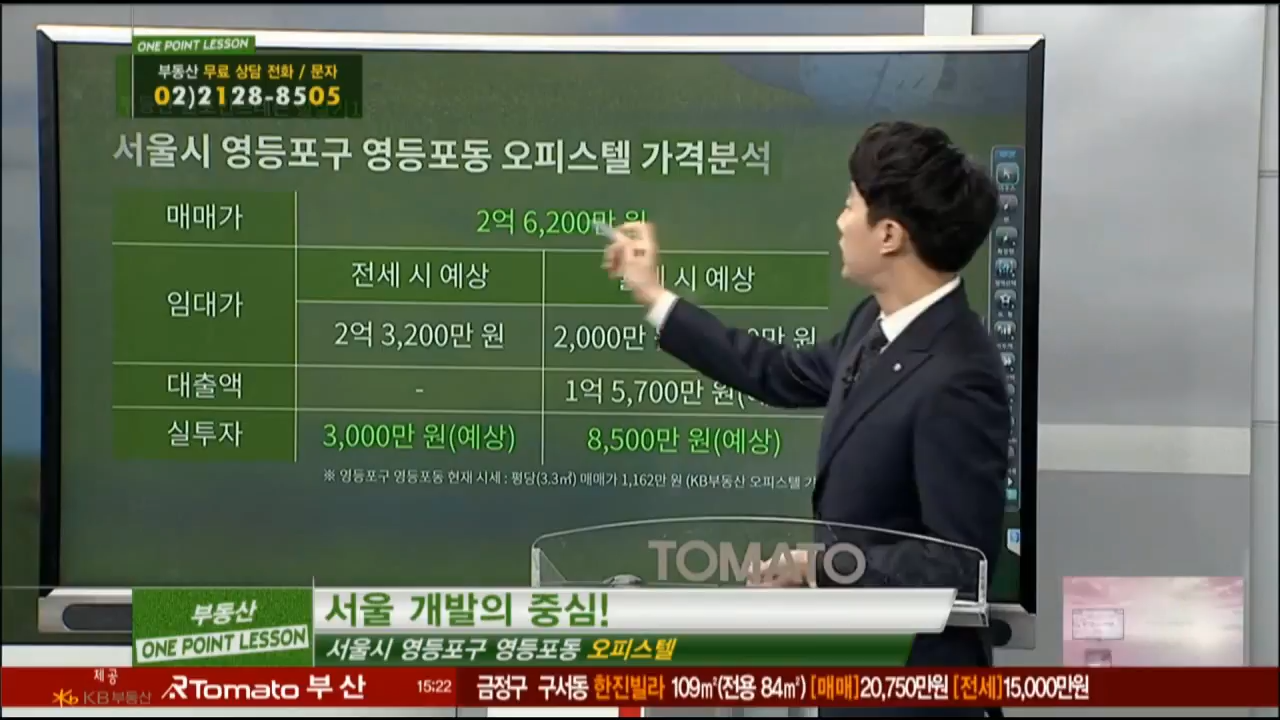 ONE POINT LESSON
부동산 무료 상담 전화 / 문자
02)2128-8505
서울시 영등포구 영등포동 오피스텔 가격분석
매매가
2억 6,200만 원
임대가
전세 시 예상
시 예상
2억 3,200만 원
2,000만
만 원
대출액
-
1억 5,700만 원(예
실투자
3,000만 원(예상)
8,500만 원(예상)
※ 영등포구 영등포동 현재 시세 : 평당(3.3㎡) 매매가 1,162만 원 (KB부동산 오피스텔
TOMATO
부동산
ONE POINT LESSON
서울 개발의 중심!
서울시 영등포구 영등포동 오피스텔
제공
KB부동산
RTomato 부산
15:22
금정구 구서동 한진빌라 109㎡(전용 84㎡) [매매]20,750만원 [전세]15,000만원